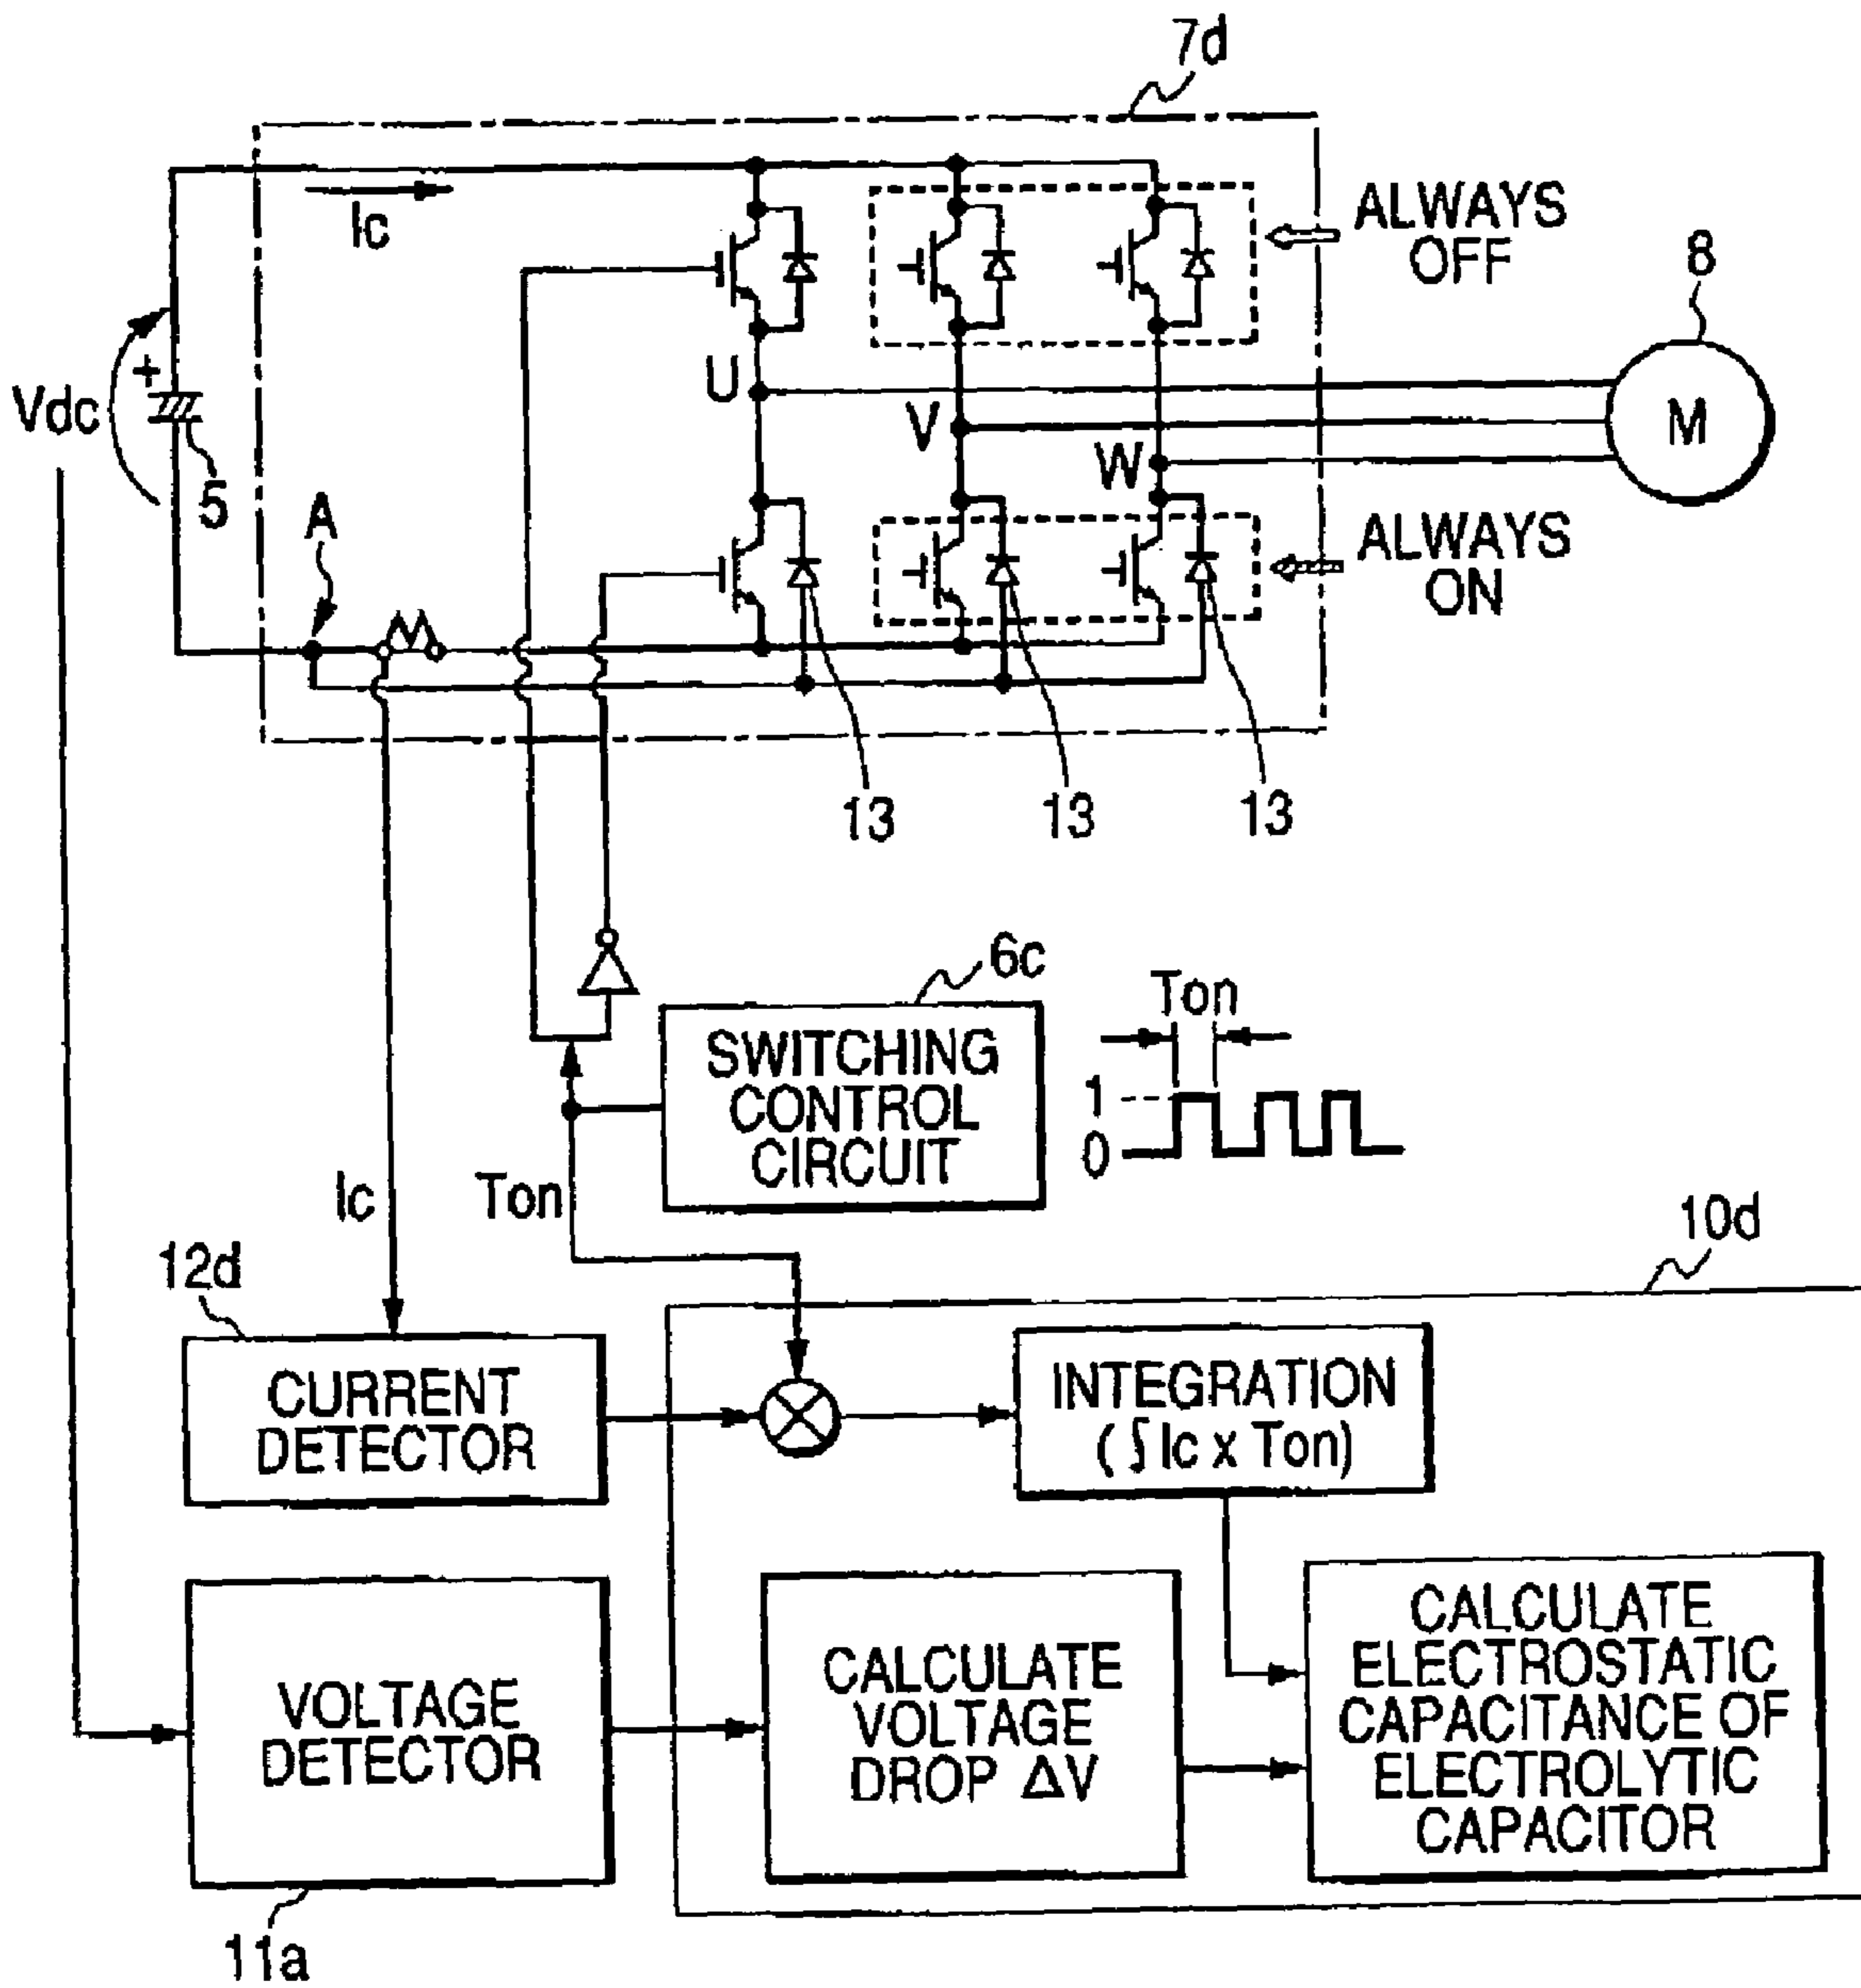 7d
Ic
ALWAYS
OFF
8
U
V
W
M
Vdc
+
5
A
ALWAYS
ON
13
13
13
6c
SWITCHING
CONTROL
CIRCUIT
Ton
1
0
Ic
Ton
10d
12d
CURRENT
DETECTOR
INTEGRATION
(∫Ic x Ton)
VOLTAGE
DETECTOR
CALCULATE
VOLTAGE
DROP ΔV
CALCULATE
ELECTROSTATIC
CAPACITANCE OF
ELECTROLYTIC
CAPACITOR
11a